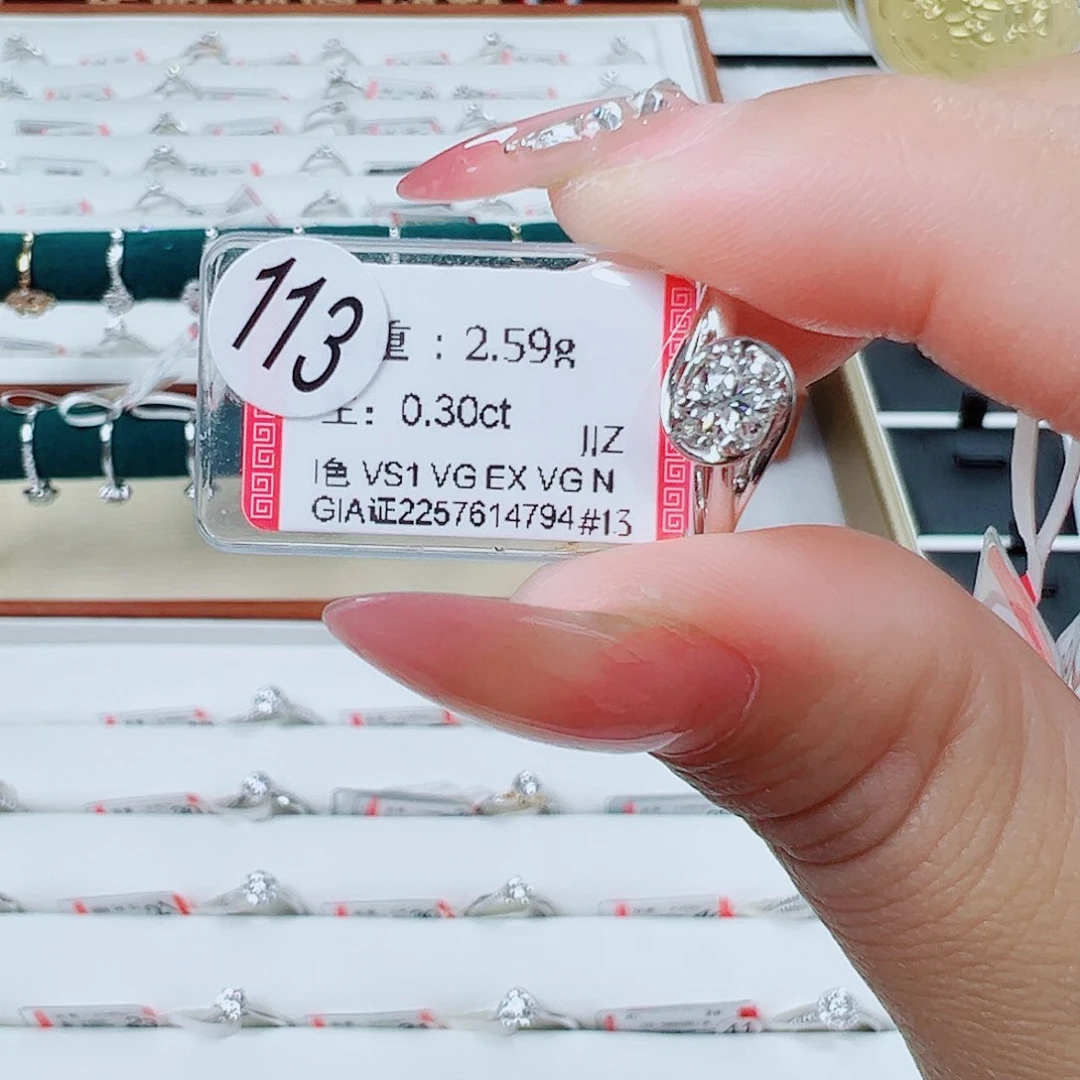 113
重：2.59g
主：0.30ct
JJZ
I色 VS1 VG EX VG N
GIA证2257614794#13
41